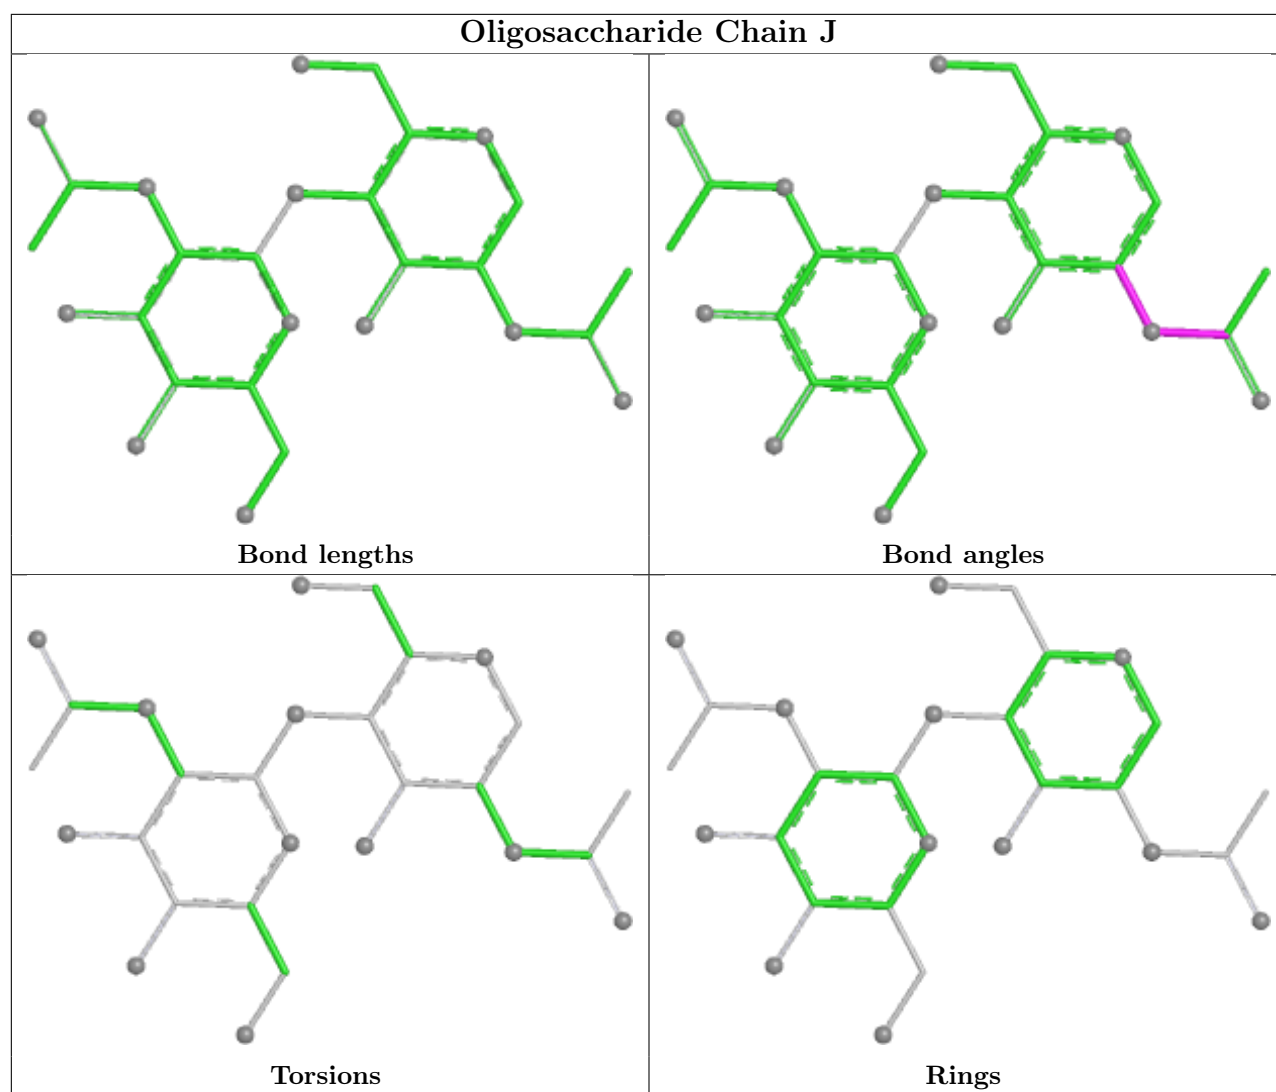 Oligosaccharide Chain J
Bond lengths
Bond angles
Torsions
Rings